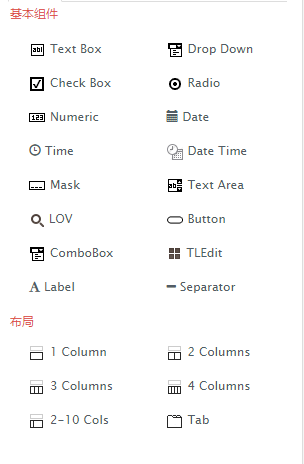 基本组件
Text Box Drop Down
Check Box Radio
Numeric Date
Time Date Time
Mask Text Area
LOV Button
ComboBox TLEdit
Label Separator
布局
1 Column 2 Columns
3 Columns 4 Columns
2-10 Cols Tab